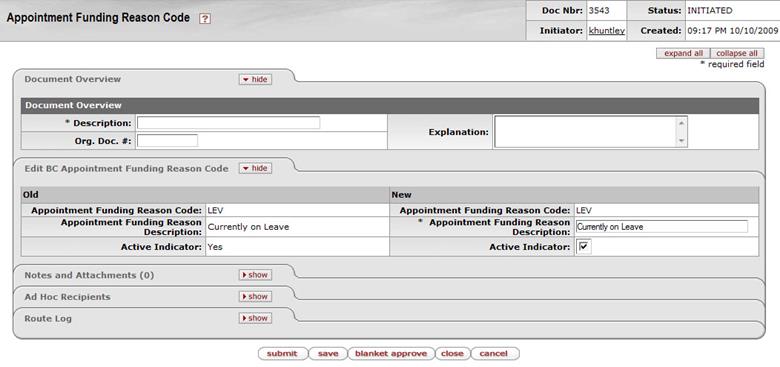 Appointment Funding Reason Code ?
Doc Nbr: 3543 Status: INITIATED
Initiator: khuntley Created: 09:17 PM 10/10/2009
expand all collapse all
* required field
Document Overview hide
Document Overview
* Description: Explanation:
Org. Doc. #:
Edit BC Appointment Funding Reason Code hide
Old New
Appointment Funding Reason Code: LEV Appointment Funding Reason Code: LEV
Appointment Funding Reason Description: Currently on Leave * Appointment Funding Reason Description: Currently on Leave
Active Indicator: Yes Active Indicator:
Notes and Attachments (0) show
Ad Hoc Recipients show
Route Log show
submit save blanket approve close cancel